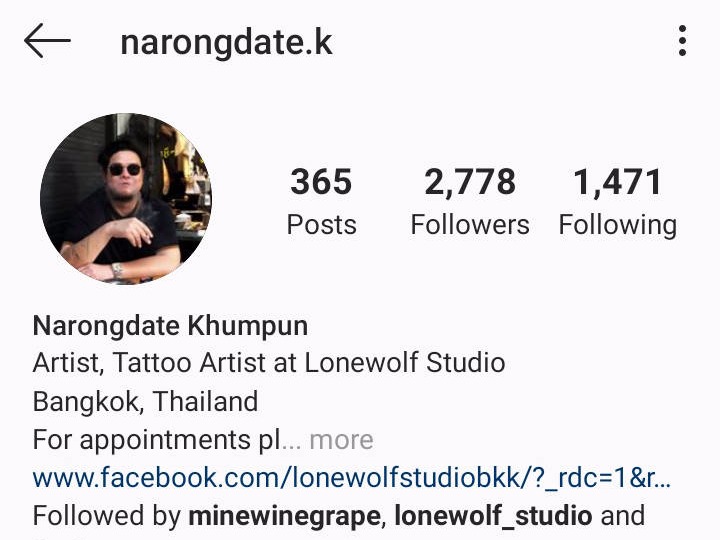 narongdate.k
365 2,778 1,471
Posts Followers Following
Narongdate Khumpun
Artist, Tattoo Artist at Lonewolf Studio
Bangkok, Thailand
For appointments pl... more
www.facebook.com/lonewolfstudiobkk/?_rdc=1&r...
Followed by minewinegrape, lonewolf_studio and